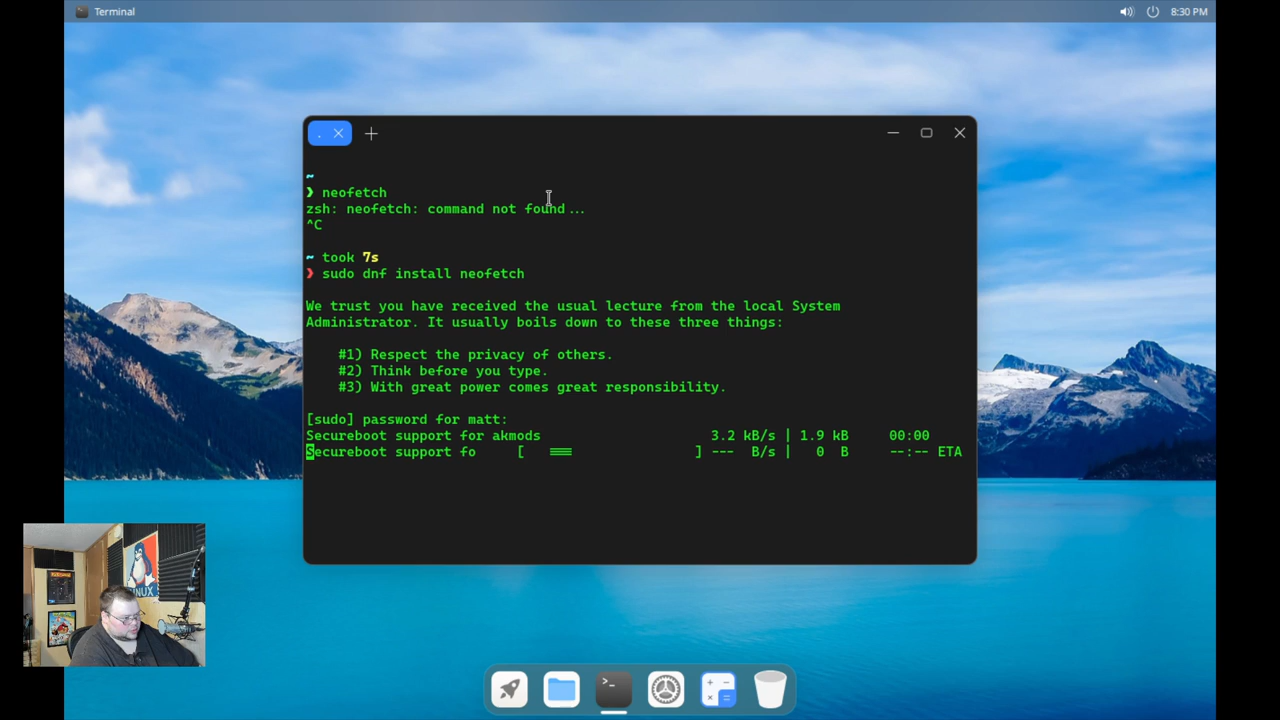 Terminal
8:30 PM
.
~
❯ neofetch
zsh: neofetch: command not found...
^C
~ took 7s
❯ sudo dnf install neofetch
We trust you have received the usual lecture from the local System
Administrator. It usually boils down to these three things:
#1) Respect the privacy of others.
#2) Think before you type.
#3) With great power comes great responsibility.
[sudo] password for matt:
Secureboot support for akmods 3.2 kB/s | 1.9 kB 00:00
Secureboot support fo [ === ] --- B/s | 0 B --:-- ETA